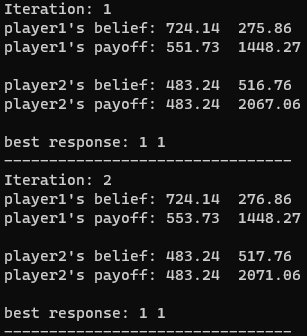 Iteration: 1
player1's belief: 724.14  275.86
player1's payoff: 551.73  1448.27
player2's belief: 483.24  516.76
player2's payoff: 483.24  2067.06
best response: 1 1
--------------------------------
Iteration: 2
player1's belief: 724.14  276.86
player1's payoff: 553.73  1448.27
player2's belief: 483.24  517.76
player2's payoff: 483.24  2071.06
best response: 1 1
--------------------------------